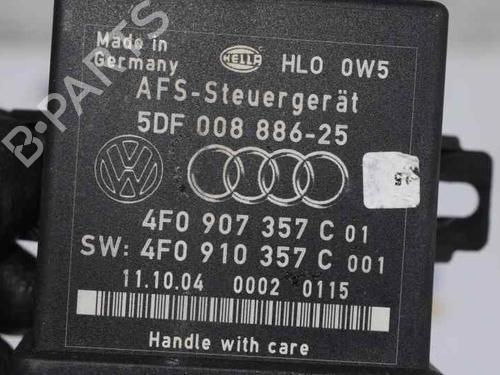 B-PARTS
Made in
Germany
HELLA
HL0 0W5
AFS-Steuergerät
5DF 008 886-25
4F0 907 357 C 01
SW: 4F0 910 357 C 001
11.10.04 0002 0115
Handle with care